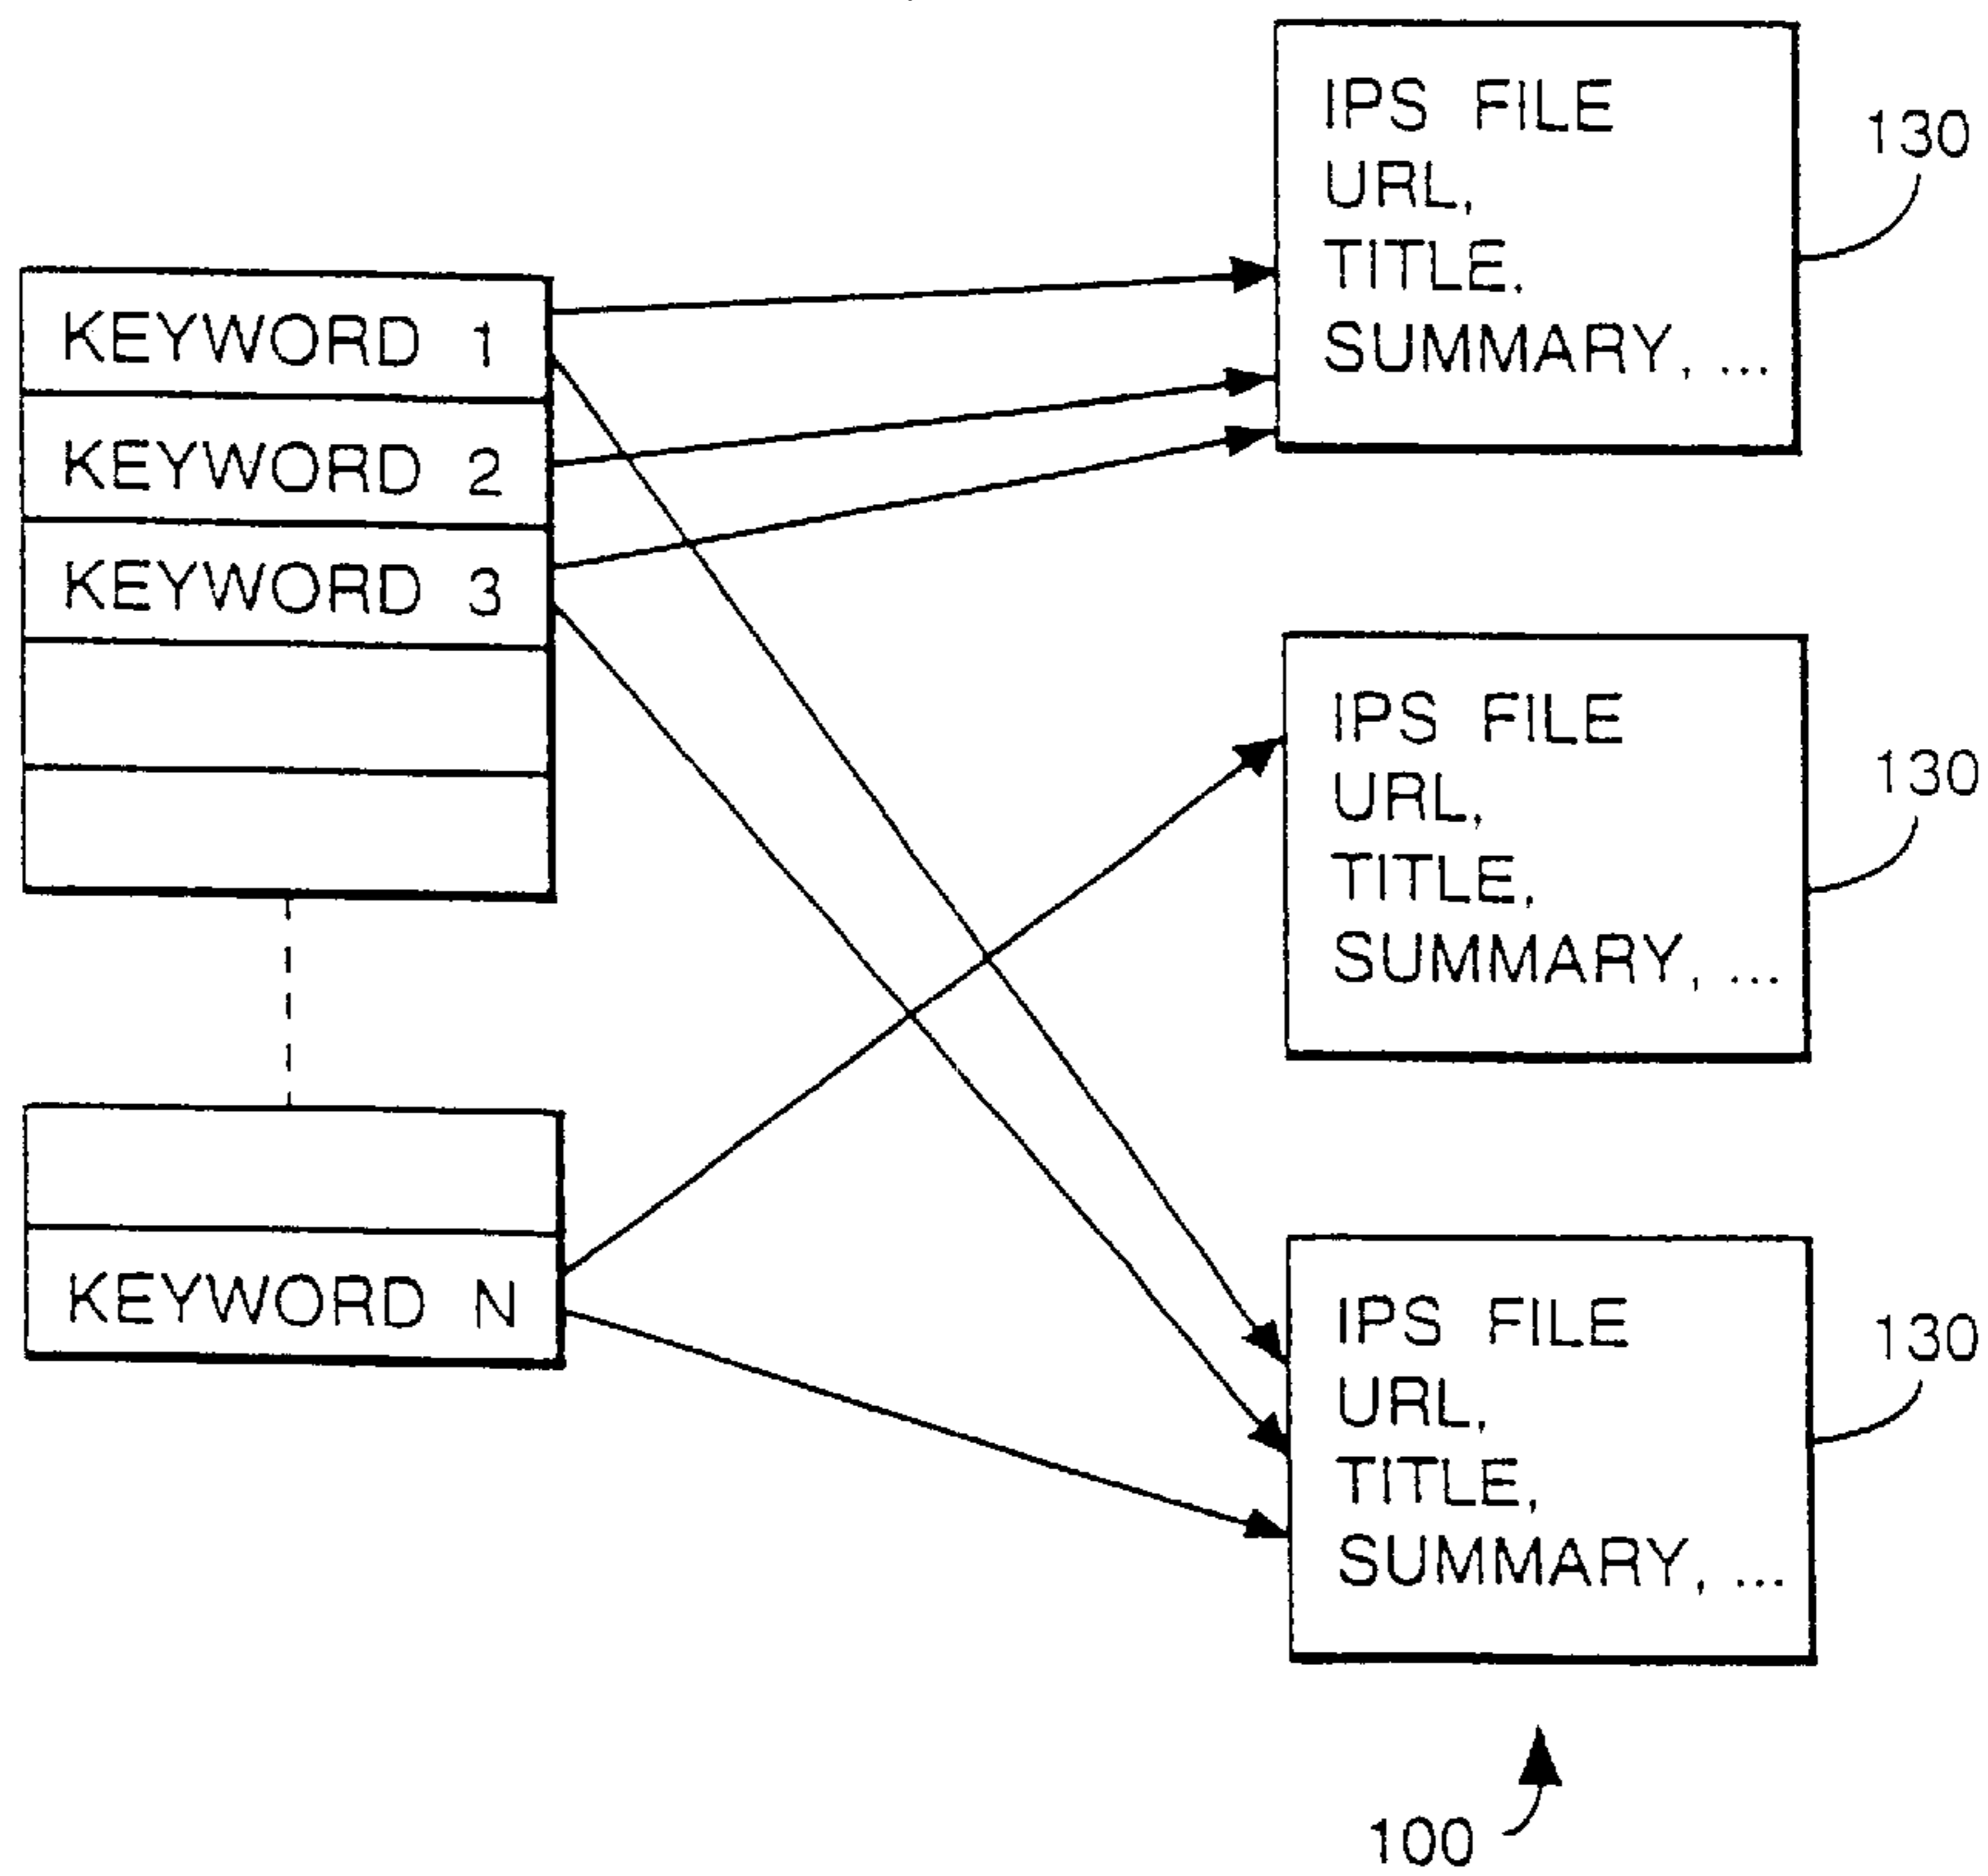 KEYWORD 1
KEYWORD 2
KEYWORD 3
KEYWORD N
IPS FILE
URL,
TITLE,
SUMMARY, ...
130
IPS FILE
URL,
TITLE,
SUMMARY, ...
130
IPS FILE
URL,
TITLE,
SUMMARY, ...
130
100